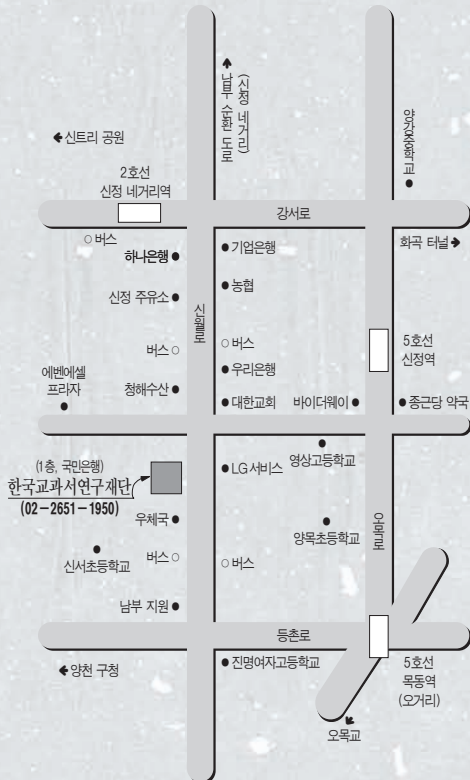 남부 순환 도로
(신정 네거리)
양강중학교
신트리 공원
2호선
신정 네거리역
강서로
화곡 터널
버스
하나은행
기업은행
신정 주유소
농협
신월로
버스
버스
5호선
신정역
우리은행
에벤에셀
프라자
청해수산
대한교회
바이더웨이
종근당 약국
(1층, 국민은행)
한국교과서연구재단
(02-2651-1950)
LG 서비스
영상고등학교
우체국
양목초등학교
오목로
신서초등학교
버스
버스
남부 지원
등촌로
양천 구청
진명여자고등학교
5호선
목동역
(오거리)
오목교